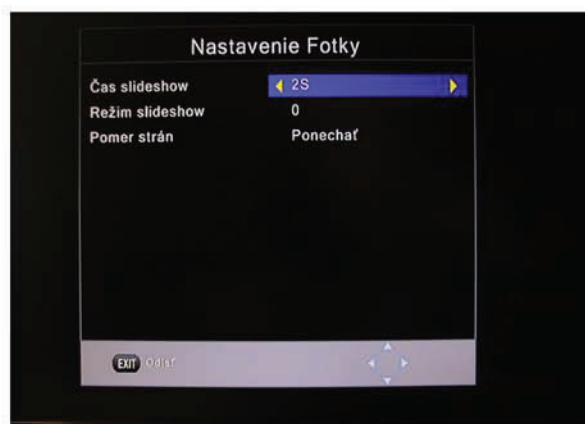 Nastavenie Fotky
Čas slideshow 2S
Režim slideshow 0
Pomer strán Ponechať
EXIT Odísť